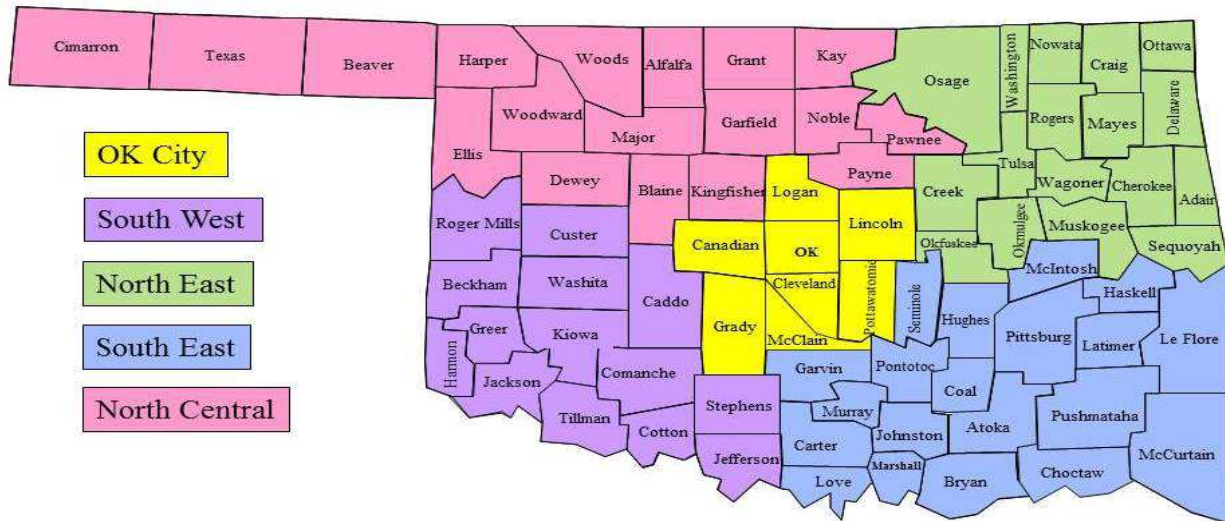 Cimarron
Texas
Beaver
Harper
Woods
Alfalfa
Grant
Kay
Osage
Washington
Nowata
Craig
Ottawa
Woodward
Major
Garfield
Noble
Pawnee
Rogers
Mayes
Delaware
Ellis
Dewey
Blaine
Kingfisher
Logan
Payne
Creek
Tulsa
Wagoner
Cherokee
Adair
OK City
South West
North East
South East
North Central
Roger Mills
Custer
Canadian
OK
Lincoln
Okfuskee
Okmulgee
Muskogee
Sequoyah
Beckham
Washita
Caddo
Grady
Cleveland
McClain
Pottawatomie
Seminole
Hughes
McIntosh
Haskell
Pittsburg
Latimer
Le Flore
Harmon
Greer
Kiowa
Jackson
Comanche
Tillman
Cotton
Stephens
Jefferson
Garvin
Murray
Carter
Love
Pontotoc
Johnston
Marshall
Coal
Atoka
Bryan
Pushmataha
Choctaw
McCurtain